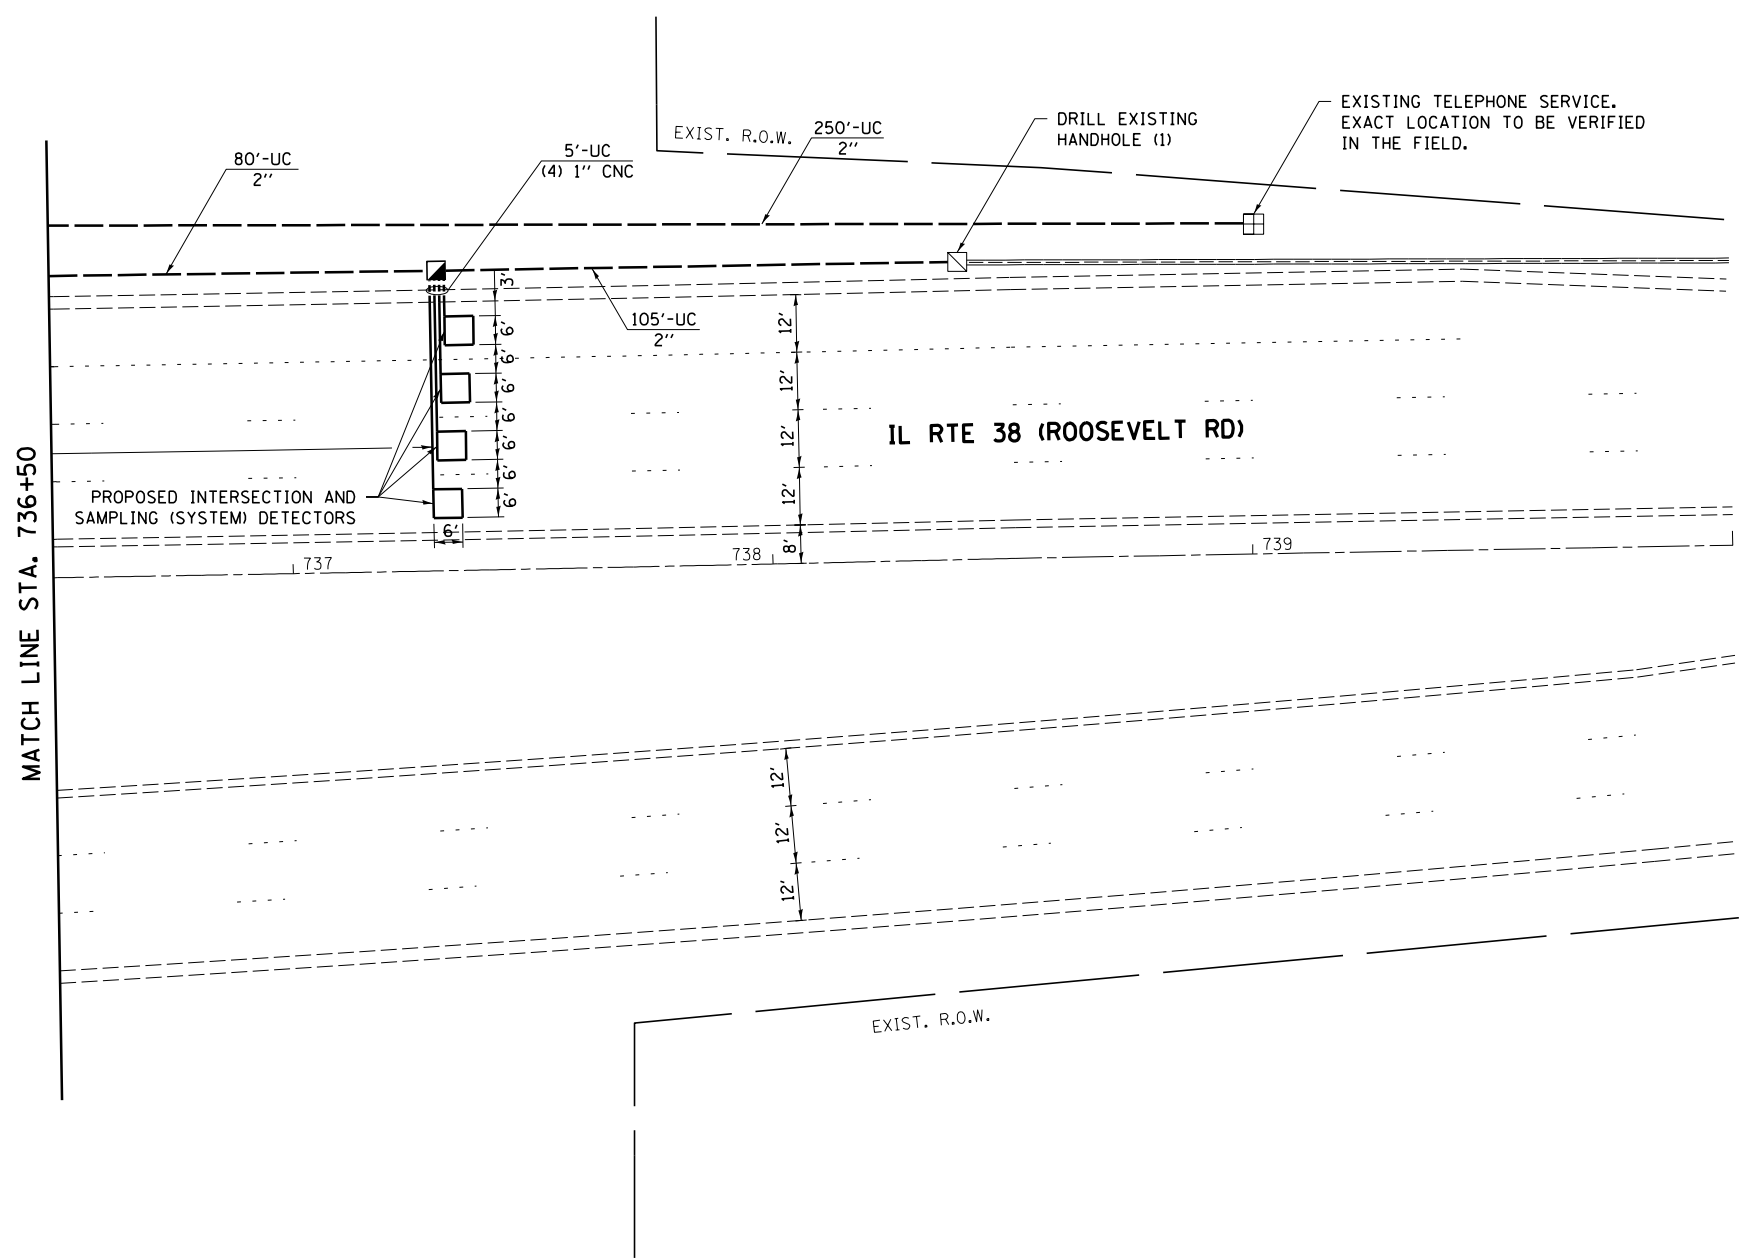 EXISTING TELEPHONE SERVICE.
EXACT LOCATION TO BE VERIFIED
IN THE FIELD.
DRILL EXISTING
HANDHOLE (1)
EXIST. R.O.W.
250'-UC
2''
80'-UC
2''
5'-UC
(4) 1'' CNC
3'
105'-UC
2''
6'
6'
6'
6'
6'
6'
6'
6'
12'
12'
12'
12'
8'
IL RTE 38 (ROOSEVELT RD)
PROPOSED INTERSECTION AND
SAMPLING (SYSTEM) DETECTORS
737
738
739
MATCH LINE STA. 736+50
12'
12'
12'
EXIST. R.O.W.